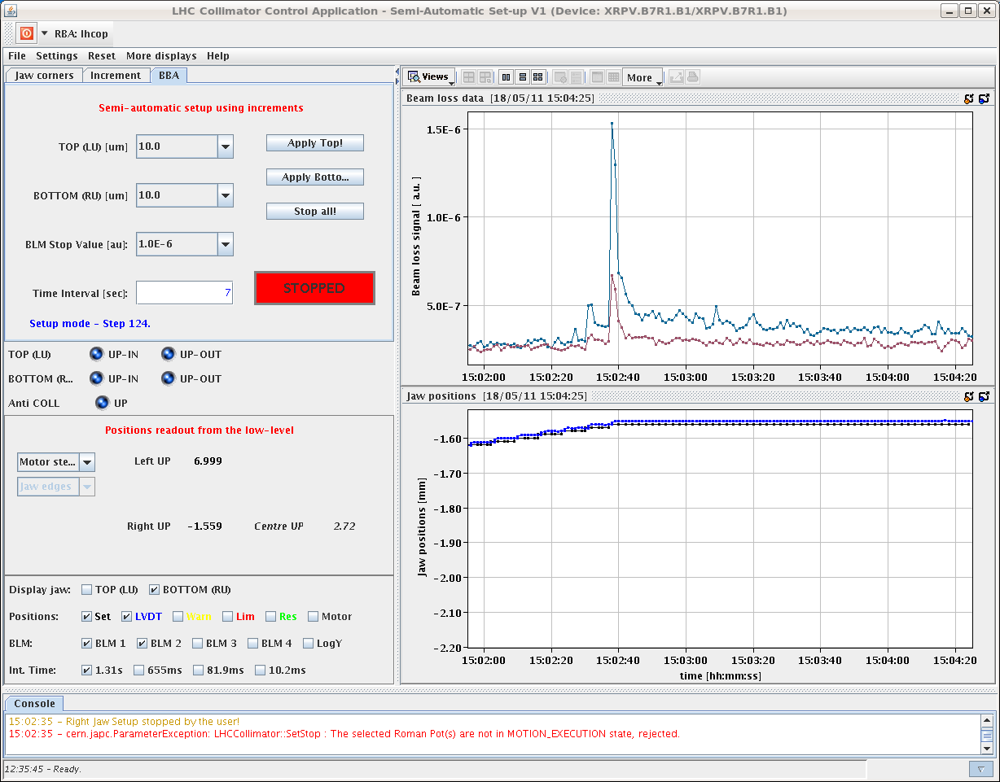 LHC Collimator Control Application - Semi-Automatic Set-up V1 (Device: XRPV.B7R1.B1/XRPV.B7R1.B1)
RBA: lhcop
File Settings Reset More displays Help
Jaw corners Increment BBA
Semi-automatic setup using increments
TOP (LU) [um] 10.0 Apply Top!
Apply Botto...
BOTTOM (RU) [um] 10.0
Stop all!
BLM Stop Value [au]: 1.0E-6
Time Interval [sec]: 7 STOPPED
Setup mode - Step 124.
TOP (LU) UP-IN UP-OUT
BOTTOM (R... UP-IN UP-OUT
Anti COLL UP
Positions readout from the low-level
Motor ste... Left UP 6.999
Jaw edges
Right UP -1.559 Centre UP 2.72
Display jaw: TOP (LU) BOTTOM (RU)
Positions: Set LVDT Warn Lim Res Motor
BLM: BLM 1 BLM 2 BLM 3 BLM 4 LogY
Int. Time: 1.31s 655ms 81.9ms 10.2ms
Views More
Beam loss data [18/05/11 15:04:25]
Beam loss signal [ a.u. ]
1.5E-6
1.0E-6
5.0E-7
15:02:00 15:02:20 15:02:40 15:03:00 15:03:20 15:03:40 15:04:00 15:04:20
Jaw positions [18/05/11 15:04:25]
Jaw positions [mm]
-1.60
-1.70
-1.80
-1.90
-2.00
-2.10
-2.20
15:02:00 15:02:20 15:02:40 15:03:00 15:03:20 15:03:40 15:04:00 15:04:20
time [hh:mm:ss]
Console
15:02:35 - Right Jaw Setup stopped by the user!
15:02:35 - cern.japc.ParameterException: LHCCollimator::SetStop : The selected Roman Pot(s) are not in MOTION_EXECUTION state, rejected.
12:35:45 - Ready.